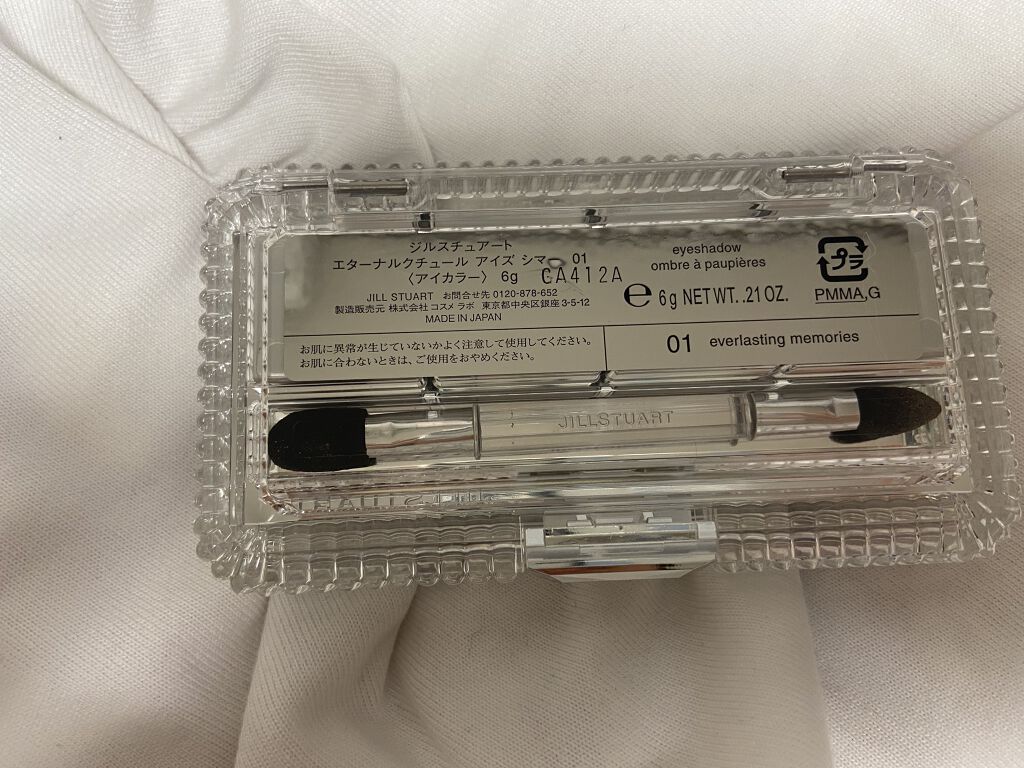 ジルスチュアート
エターナルクチュール アイズ シマー 01
〈アイカラー〉 6g CA412A
JILL STUART お問合せ先 0120-878-652
製造販売元 株式会社 コスメ ラボ 東京都中央区銀座 3-5-12
MADE IN JAPAN
eyeshadow
ombre à paupières
℮ 6g NET WT. .21 OZ.
プラ
PMMA,G
お肌に異常が生じていないかよく注意して使用してください。
お肌に合わないときは、ご使用をおやめください。
01 everlasting memories
JILLSTUART